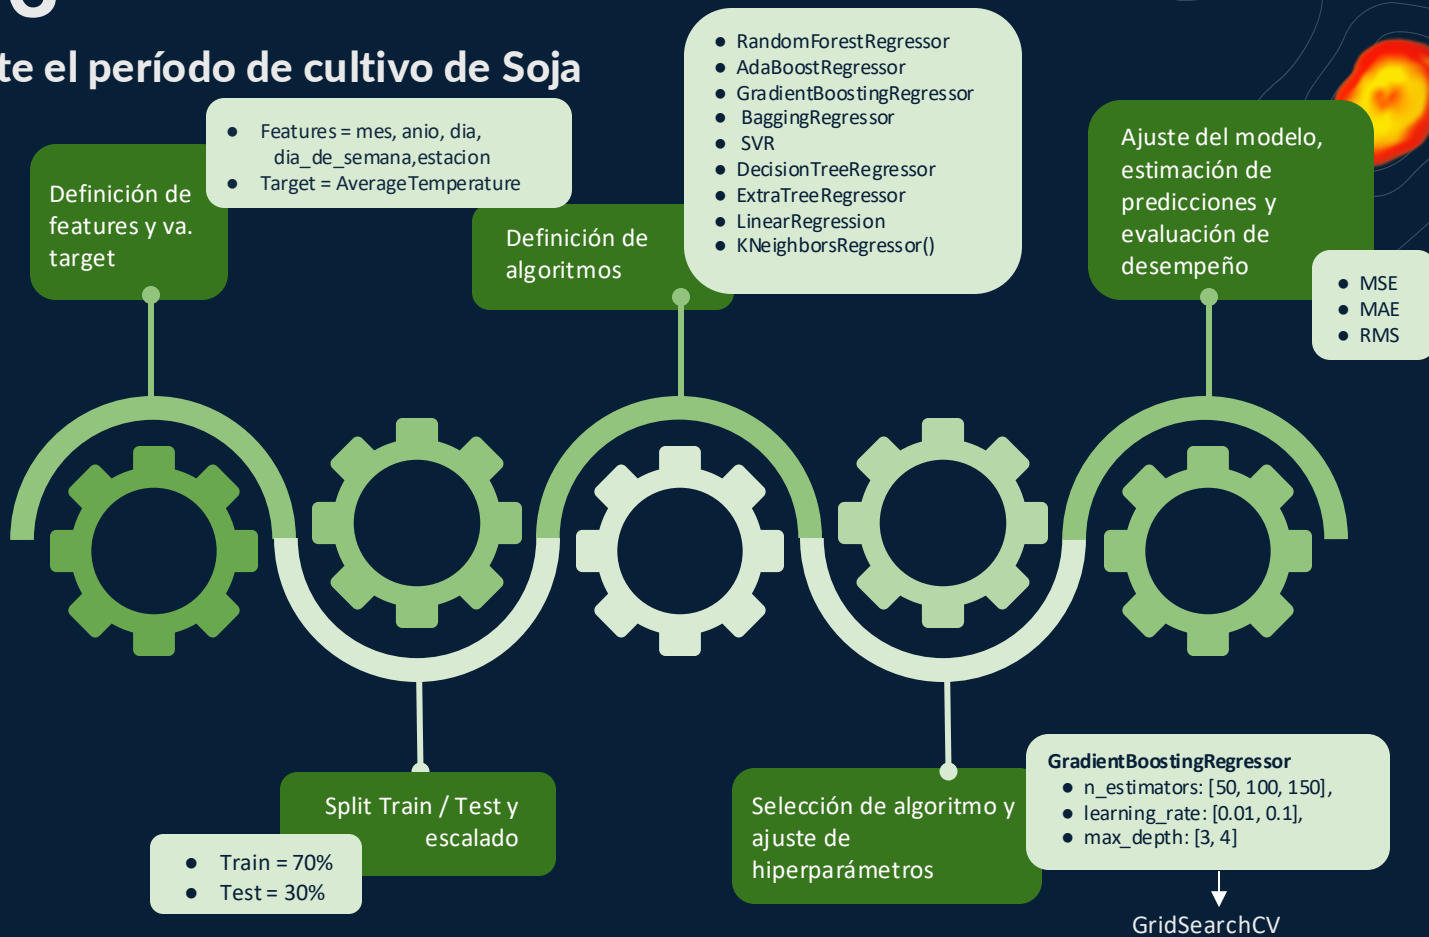 te el período de cultivo de Soja
● Features = mes, anio, dia,
dia_de_semana,estacion
● Target = AverageTemperature
Definición de
features y va.
target
● RandomForestRegressor
● AdaBoostRegressor
● GradientBoostingRegressor
● BaggingRegressor
● SVR
● DecisionTreeRegressor
● ExtraTreeRegressor
● LinearRegression
● KNeighborsRegressor()
Definición de
algoritmos
Ajuste del modelo,
estimación de
predicciones y
evaluación de
desempeño
● MSE
● MAE
● RMS
Split Train / Test y
escalado
● Train = 70%
● Test = 30%
Selección de algoritmo y
ajuste de
hiperparámetros
GradientBoostingRegressor
● n_estimators: [50, 100, 150],
● learning_rate: [0.01, 0.1],
● max_depth: [3, 4]
GridSearchCV